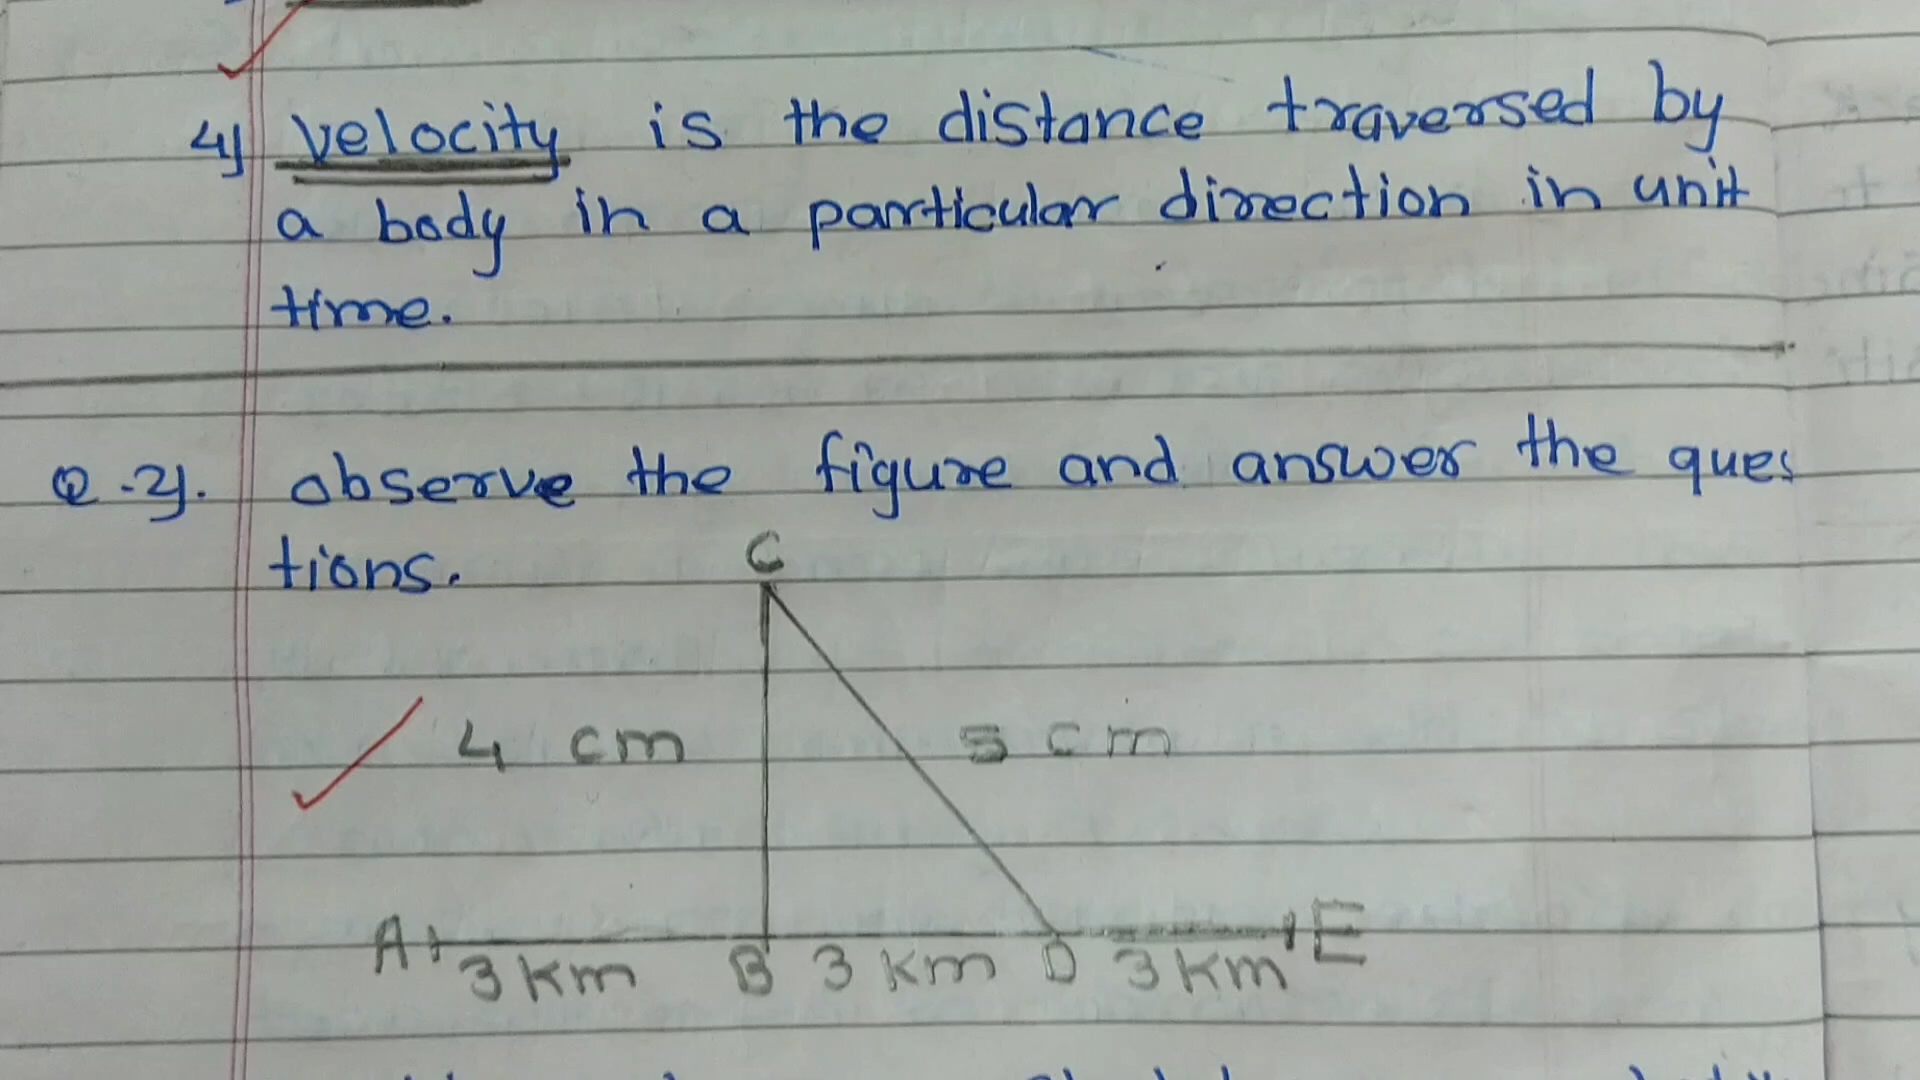 4) Velocity is the distance traversed by
a body in a particular direction in unit
time.
Q.2). observe the figure and answer the ques
tions.
C
4 cm 5 cm
A B D E
3 km 3 km 3 km